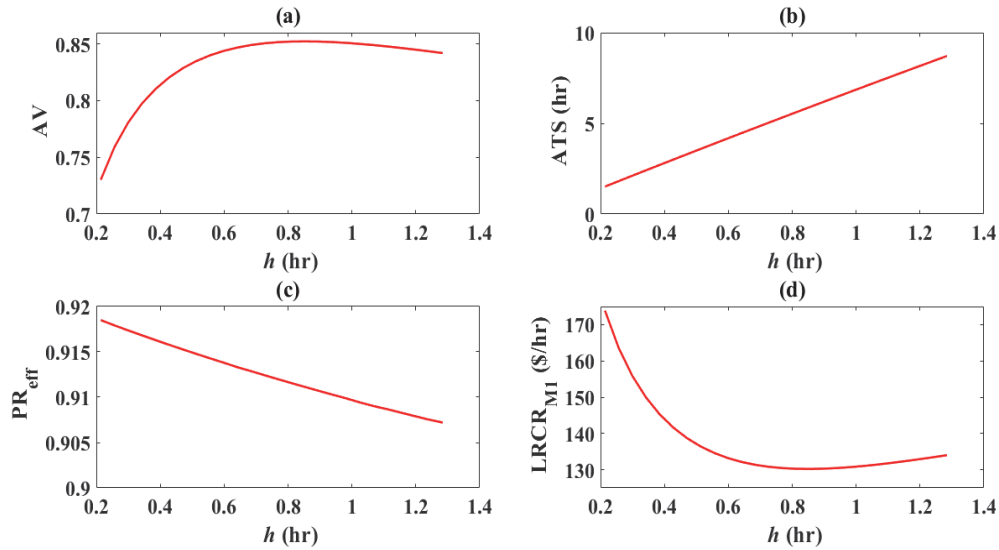 (a)
0.85
0.8
0.75
0.7
AV
0.2 0.4 0.6 0.8 1 1.2 1.4
h (hr)
(b)
10
5
0
ATS (hr)
0.2 0.4 0.6 0.8 1 1.2 1.4
h (hr)
(c)
0.92
0.915
0.91
0.905
0.9
PR_eff
0.2 0.4 0.6 0.8 1 1.2 1.4
h (hr)
(d)
170
160
150
140
130
LRCR_M1 ($/hr)
0.2 0.4 0.6 0.8 1 1.2 1.4
h (hr)